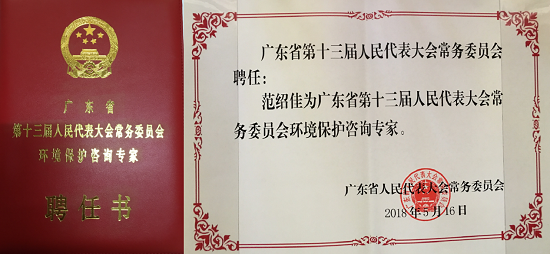 广东省
第十三届人民代表大会常务委员会
环境保护咨询专家
聘任书
广东省第十三届人民代表大会常务委员会
聘任：
范绍佳为广东省第十三届人民代表大会常
务委员会环境保护咨询专家。
广东省人民代表大会常务委员会
2018年5月16日